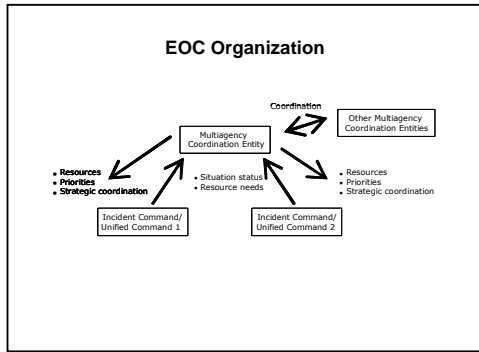 EOC Organization
Coordination
Other Multiagency
Coordination Entities
Multiagency
Coordination Entity
• Resources
• Priorities
• Strategic coordination
• Situation status
• Resource needs
• Resources
• Priorities
• Strategic coordination
Incident Command/
Unified Command 1
Incident Command/
Unified Command 2